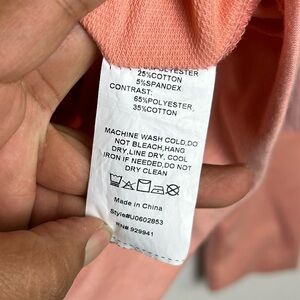 POLYESTER
25%COTTON
5%SPANDEX
CONTRAST:
65%POLYESTER,
35%COTTON
MACHINE WASH COLD,DO
NOT BLEACH,HANG
DRY,LINE DRY, COOL
IRON IF NEEDED,DO NOT
DRY CLEAN
Made in China
Style#U0602853
RN# 929941